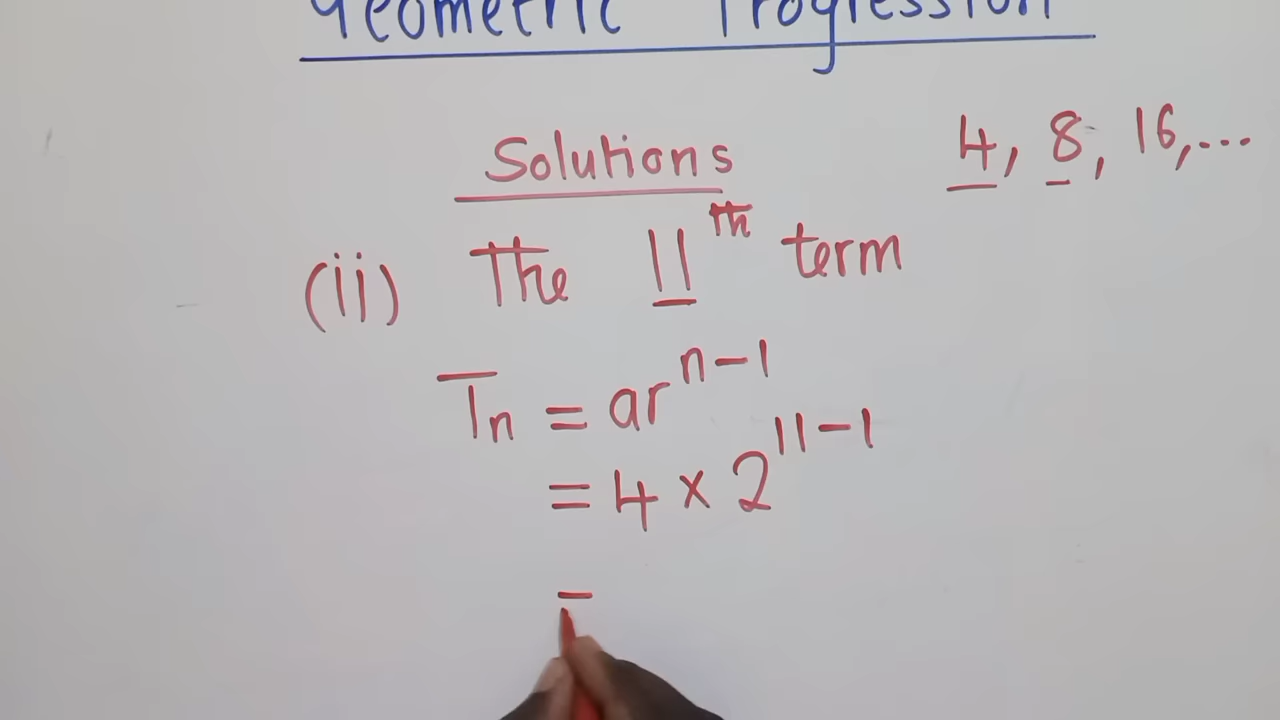 Geometric Progression
Solutions
4, 8, 16,...
(ii) The 11th term
Tn = ar^n-1
= 4 × 2^11-1